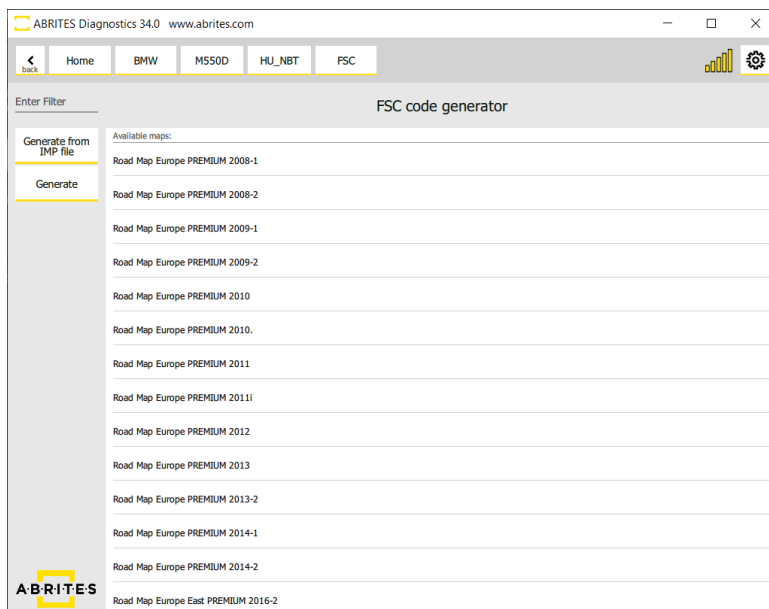 ABRITES Diagnostics 34.0 www.abrites.com
back
Home
BMW
M550D
HU_NBT
FSC
Enter Filter
FSC code generator
Generate from
IMP file
Generate
Available maps:
Road Map Europe PREMIUM 2008-1
Road Map Europe PREMIUM 2008-2
Road Map Europe PREMIUM 2009-1
Road Map Europe PREMIUM 2009-2
Road Map Europe PREMIUM 2010
Road Map Europe PREMIUM 2010.
Road Map Europe PREMIUM 2011
Road Map Europe PREMIUM 2011i
Road Map Europe PREMIUM 2012
Road Map Europe PREMIUM 2013
Road Map Europe PREMIUM 2013-2
Road Map Europe PREMIUM 2014-1
Road Map Europe PREMIUM 2014-2
Road Map Europe East PREMIUM 2016-2
A·B·R·I·T·E·S